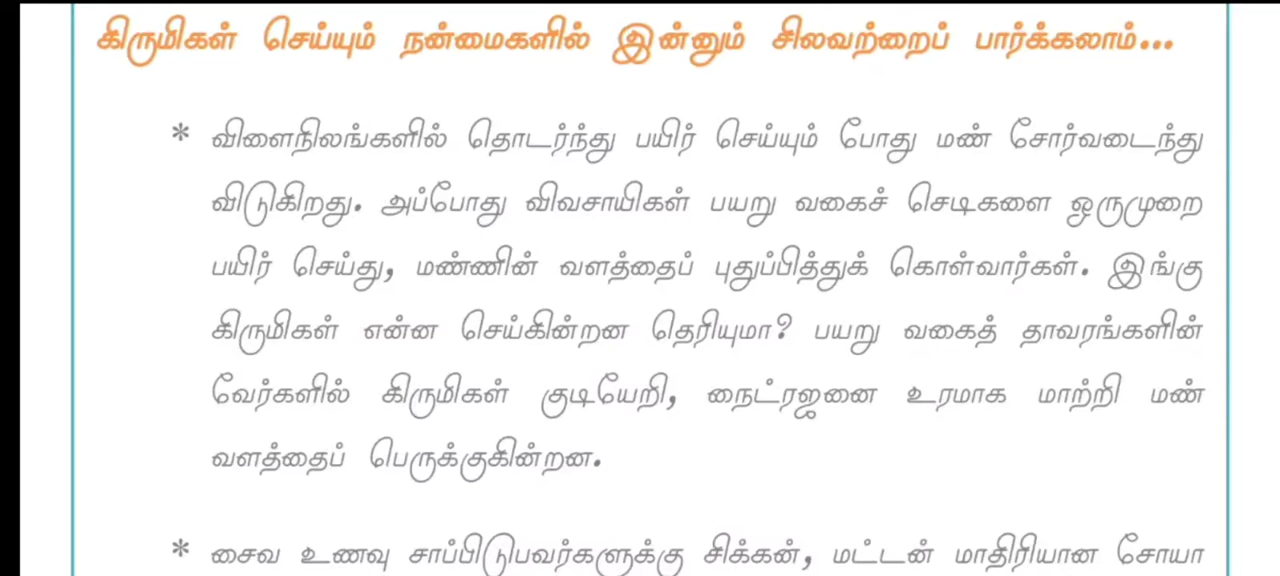 கிருமிகள் செய்யும் நன்மைகளில் இன்னும் சிலவற்றைப் பார்க்கலாம்...
* விளைநிலங்களில் தொடர்ந்து பயிர் செய்யும் போது மண் சோர்வடைந்து
விடுகிறது. அப்போது விவசாயிகள் பயறு வகைச் செடிகளை ஒருமுறை
பயிர் செய்து, மண்ணின் வளத்தைப் புதுப்பித்துக் கொள்வார்கள். இங்கு
கிருமிகள் என்ன செய்கின்றன தெரியுமா? பயறு வகைத் தாவரங்களின்
வேர்களில் கிருமிகள் குடியேறி, நைட்ரஜனை உரமாக மாற்றி மண்
வளத்தைப் பெருக்குகின்றன.
* சைவ உணவு சாப்பிடுபவர்களுக்கு சிக்கன், மட்டன் மாதிரியான சோயா